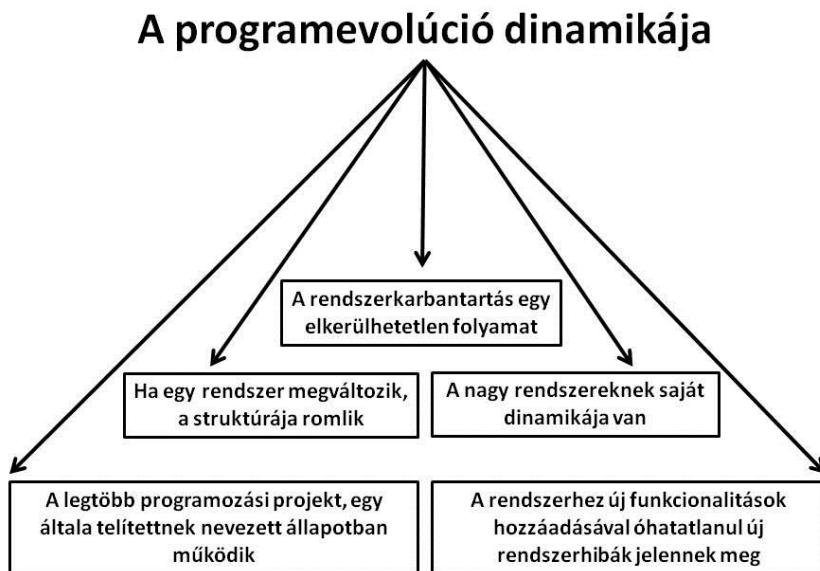 A programevolúció dinamikája
A rendszerkarbantartás egy
elkerülhetetlen folyamat
Ha egy rendszer megváltozik,
a struktúrája romlik
A nagy rendszereknek saját
dinamikája van
A legtöbb programozási projekt, egy
általa telítettnek nevezett állapotban
működik
A rendszerhez új funkcionalitások
hozzáadásával óhatatlanul új
rendszerhibák jelennek meg